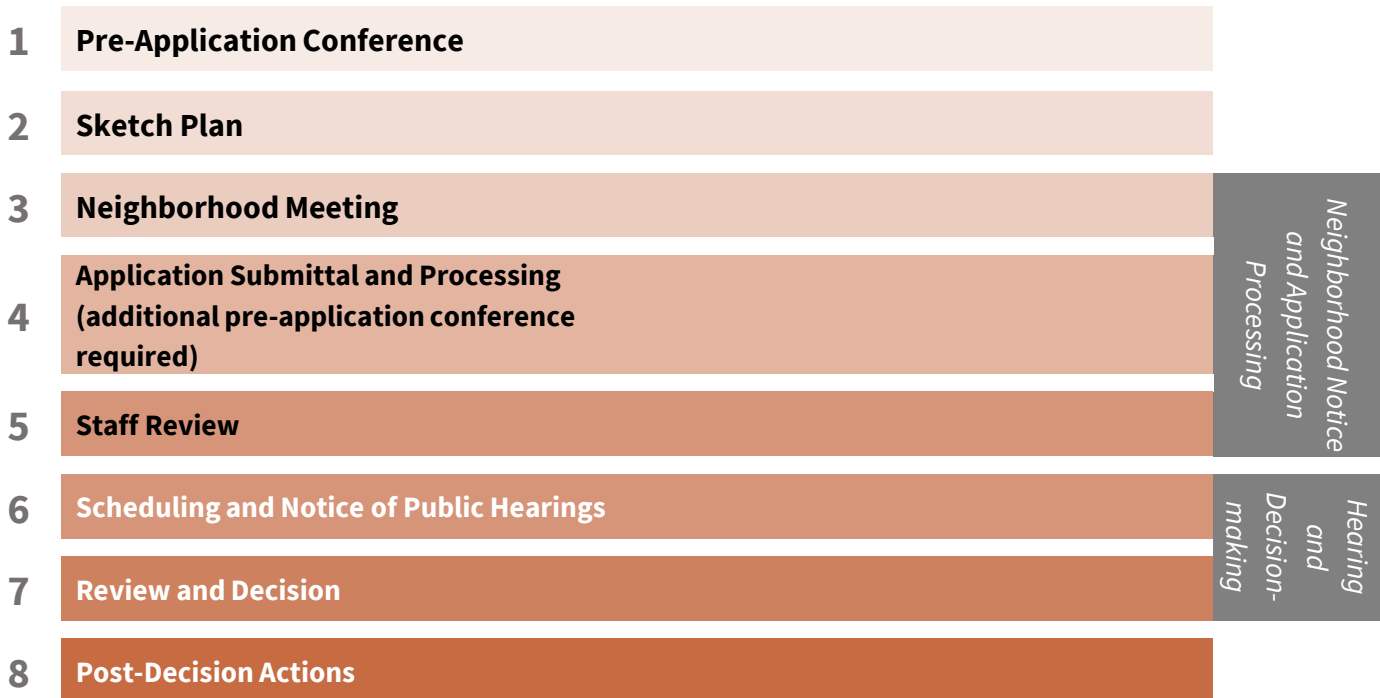 1 Pre-Application Conference
2 Sketch Plan
3 Neighborhood Meeting
4 Application Submittal and Processing
(additional pre-application conference
required)
5 Staff Review
Neighborhood Notice
and Application
Processing
6 Scheduling and Notice of Public Hearings
7 Review and Decision
Hearing
and
Decision-
making
8 Post-Decision Actions